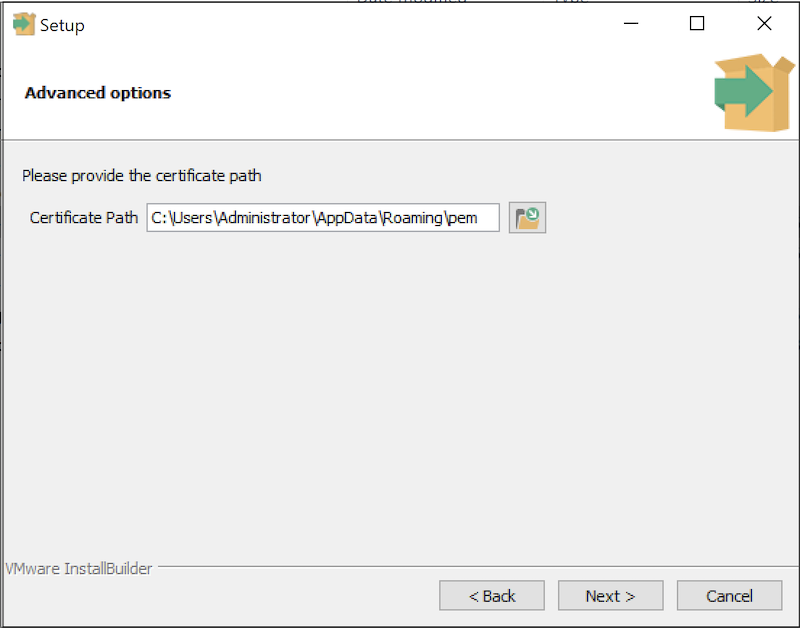 Setup
Advanced options
Please provide the certificate path
Certificate Path C:\Users\Administrator\AppData\Roaming\pem
VMware InstallBuilder
< Back Next > Cancel